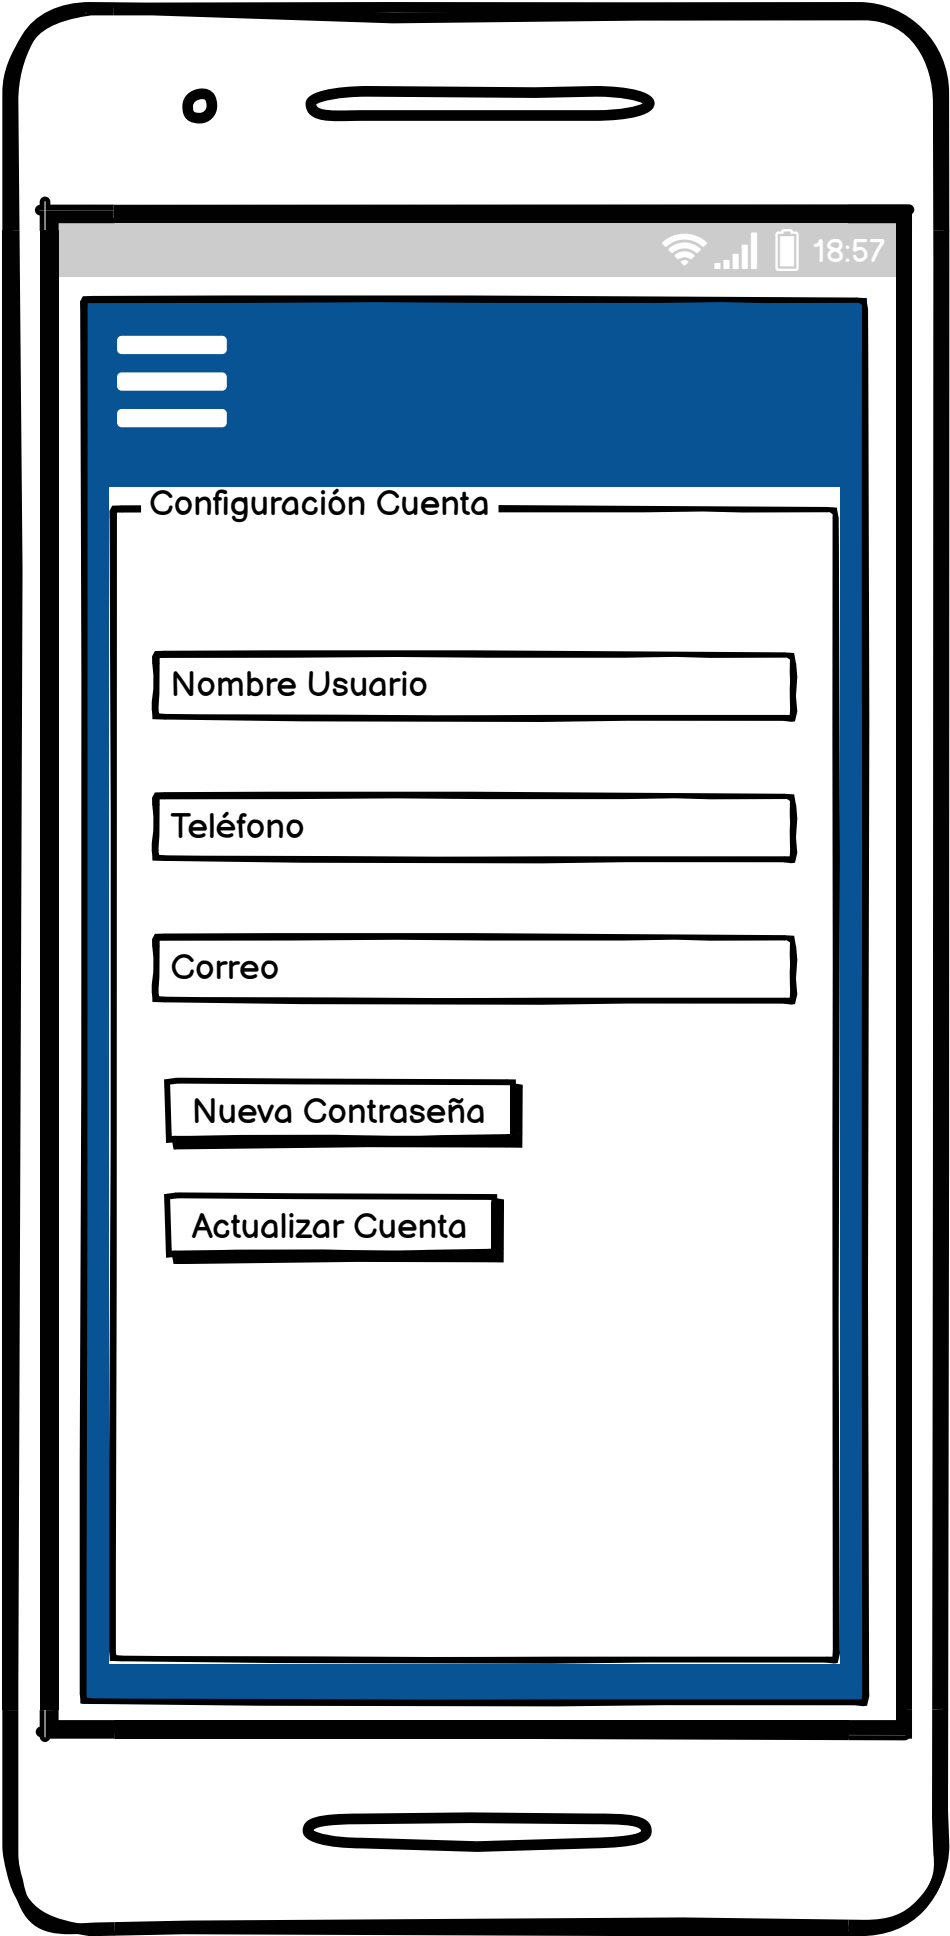 18:57
Configuración Cuenta
Nombre Usuario
Teléfono
Correo
Nueva Contraseña
Actualizar Cuenta